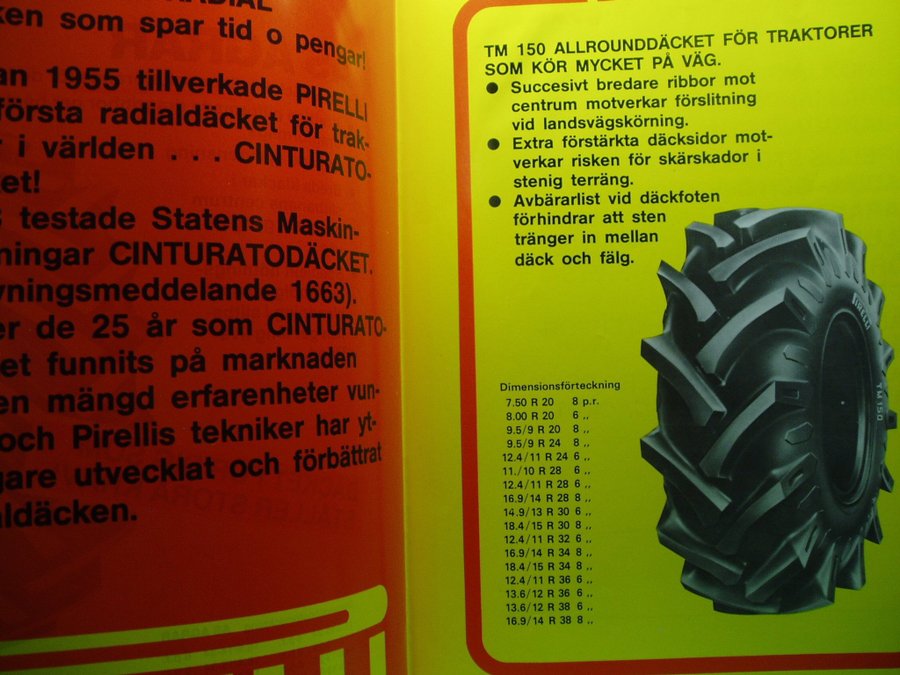 RADIAL
ken som spar tid o pengar!
an 1955 tillverkade PIRELLI
första radialdäcket för trak-
r i världen . . . CINTURATO-
et!
testade Statens Maskin-
ningar CINTURATODÄCKET.
vningsmeddelande 1663).
er de 25 år som CINTURATO-
et funnits på marknaden
en mängd erfarenheter vun-
och Pirellis tekniker har yt-
gare utvecklat och förbättrat
aldäcken.
TM 150 ALLROUNDDÄCKET FÖR TRAKTORER
SOM KÖR MYCKET PÅ VÄG.
● Succesivt bredare ribbor mot
centrum motverkar förslitning
vid landsvägskörning.
● Extra förstärkta däcksidor mot-
verkar risken för skärskador i
stenig terräng.
● Avbärarlist vid däckfoten
förhindrar att sten
tränger in mellan
däck och fälg.
PIRELLI
TM 150
Dimensionsförteckning
7.50 R 20 8 p.r.
8.00 R 20 6 ,,
9.5/9 R 20 8 ,,
9.5/9 R 24 8 ,,
12.4/11 R 24 6 ,,
11./10 R 28 6 ,,
12.4/11 R 28 6 ,,
16.9/14 R 28 8 ,,
14.9/13 R 30 6 ,,
18.4/15 R 30 8 ,,
12.4/11 R 32 6 ,,
16.9/14 R 34 8 ,,
18.4/15 R 34 8 ,,
12.4/11 R 36 6 ,,
13.6/12 R 36 6 ,,
13.6/12 R 38 6 ,,
16.9/14 R 38 8 ,,